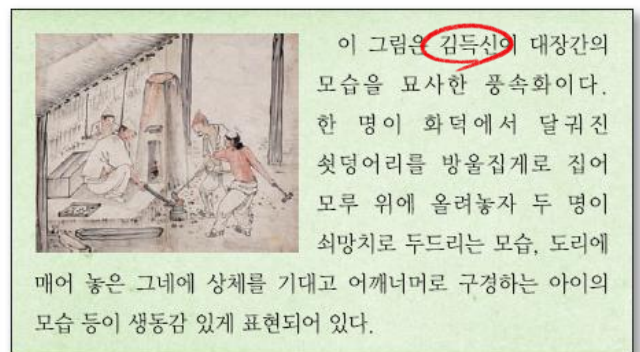 이 그림은 김득신이 대장간의
모습을 묘사한 풍속화이다.
한 명이 화덕에서 달궈진
쇳덩어리를 방울집게로 집어
모루 위에 올려놓자 두 명이
쇠망치로 두드리는 모습, 도리에
매어 놓은 그네에 상체를 기대고 어깨너머로 구경하는 아이의
모습 등이 생동감 있게 표현되어 있다.